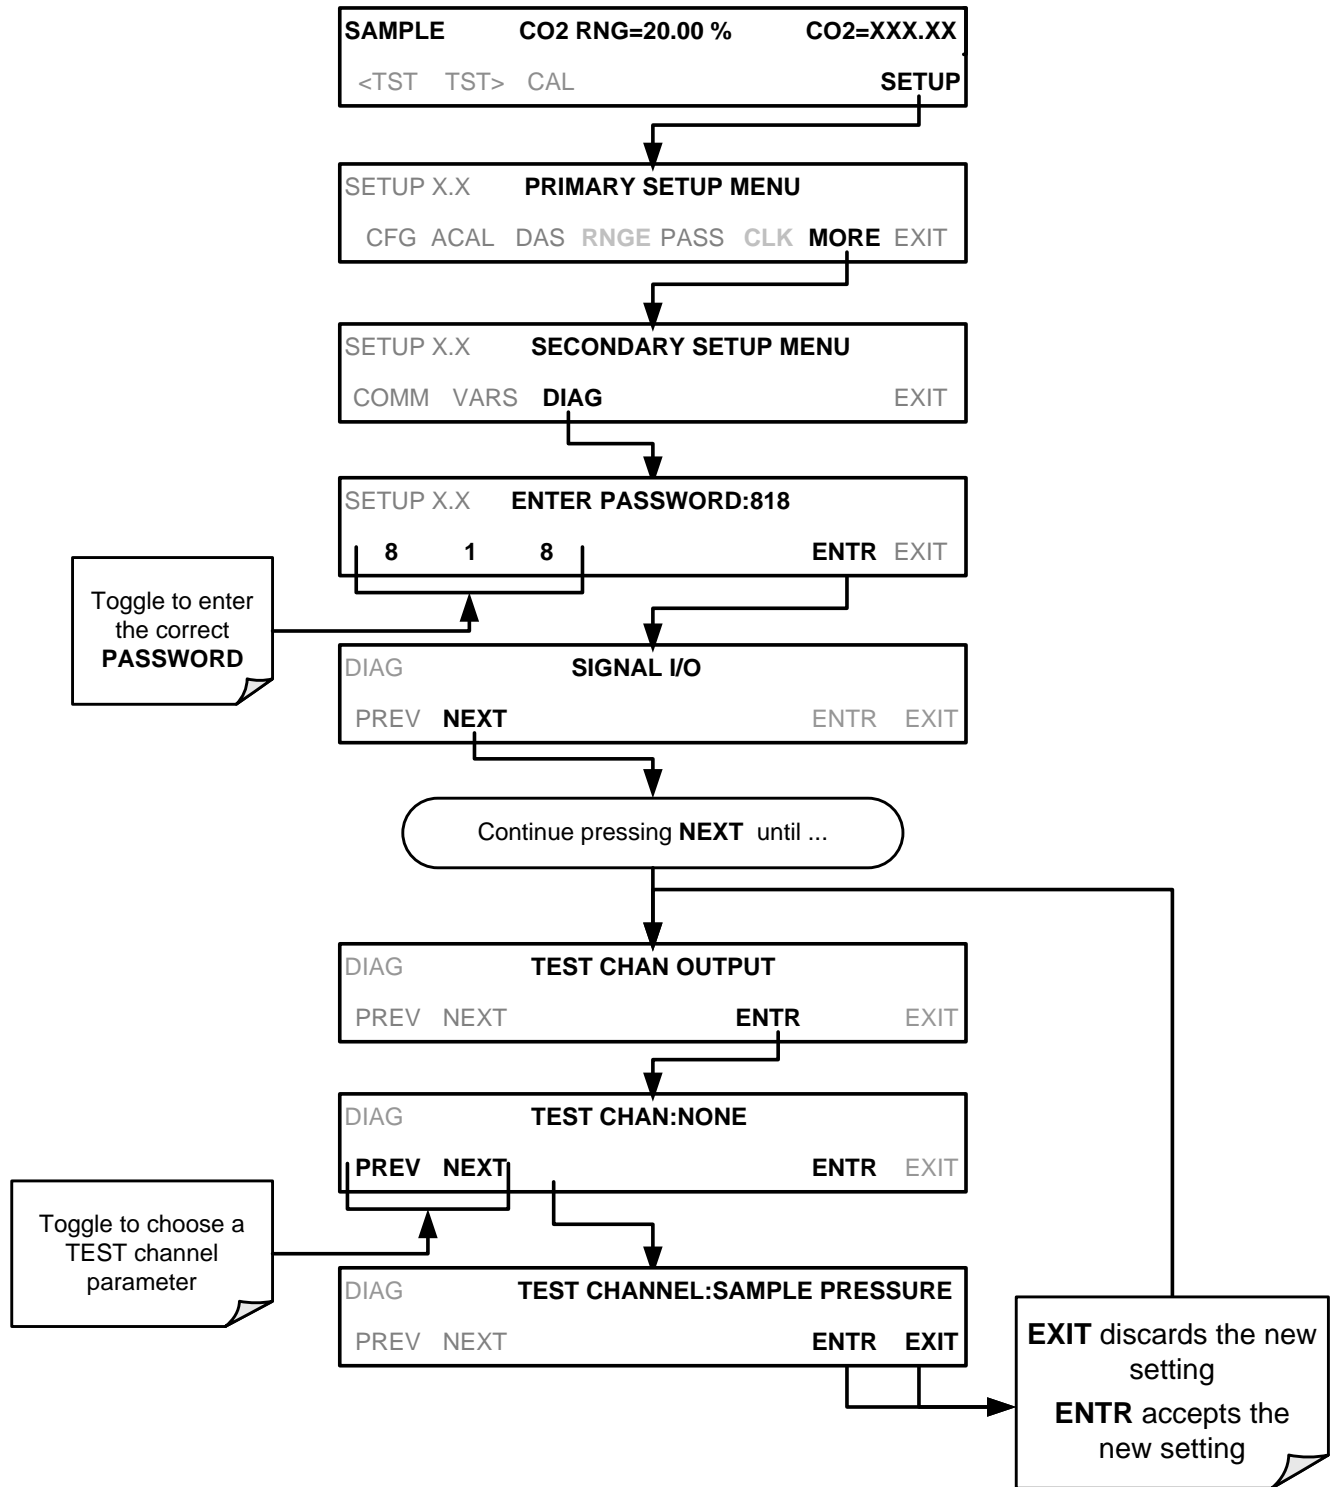 SAMPLE CO2 RNG=20.00 % CO2=XXX.XX
<TST TST> CAL SETUP
SETUP X.X PRIMARY SETUP MENU
CFG ACAL DAS RNGE PASS CLK MORE EXIT
SETUP X.X SECONDARY SETUP MENU
COMM VARS DIAG EXIT
SETUP X.X ENTER PASSWORD:818
8 1 8 ENTR EXIT
Toggle to enter
the correct
PASSWORD
DIAG SIGNAL I/O
PREV NEXT ENTR EXIT
Continue pressing NEXT until ...
DIAG TEST CHAN OUTPUT
PREV NEXT ENTR EXIT
DIAG TEST CHAN:NONE
PREV NEXT ENTR EXIT
Toggle to choose a
TEST channel
parameter
DIAG TEST CHANNEL:SAMPLE PRESSURE
PREV NEXT ENTR EXIT
EXIT discards the new
setting
ENTR accepts the
new setting